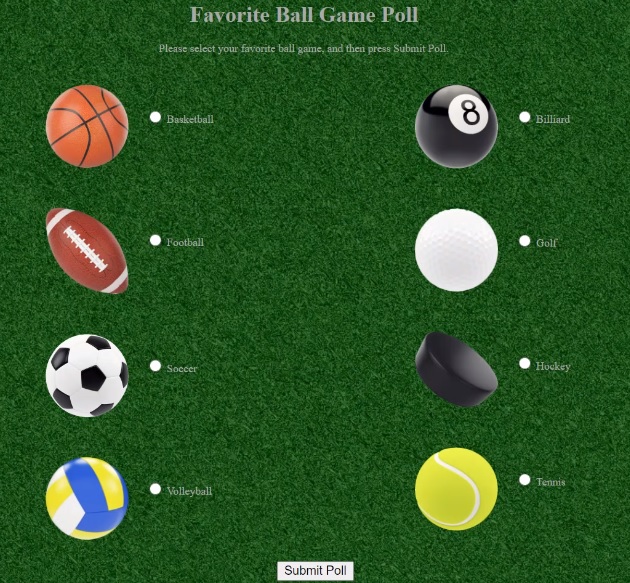 Favorite Ball Game Poll
Please select your favorite ball game, and then press Submit Poll.
Basketball
8
Billiard
Football
Golf
Soccer
Hockey
Volleyball
Tennis
Submit Poll